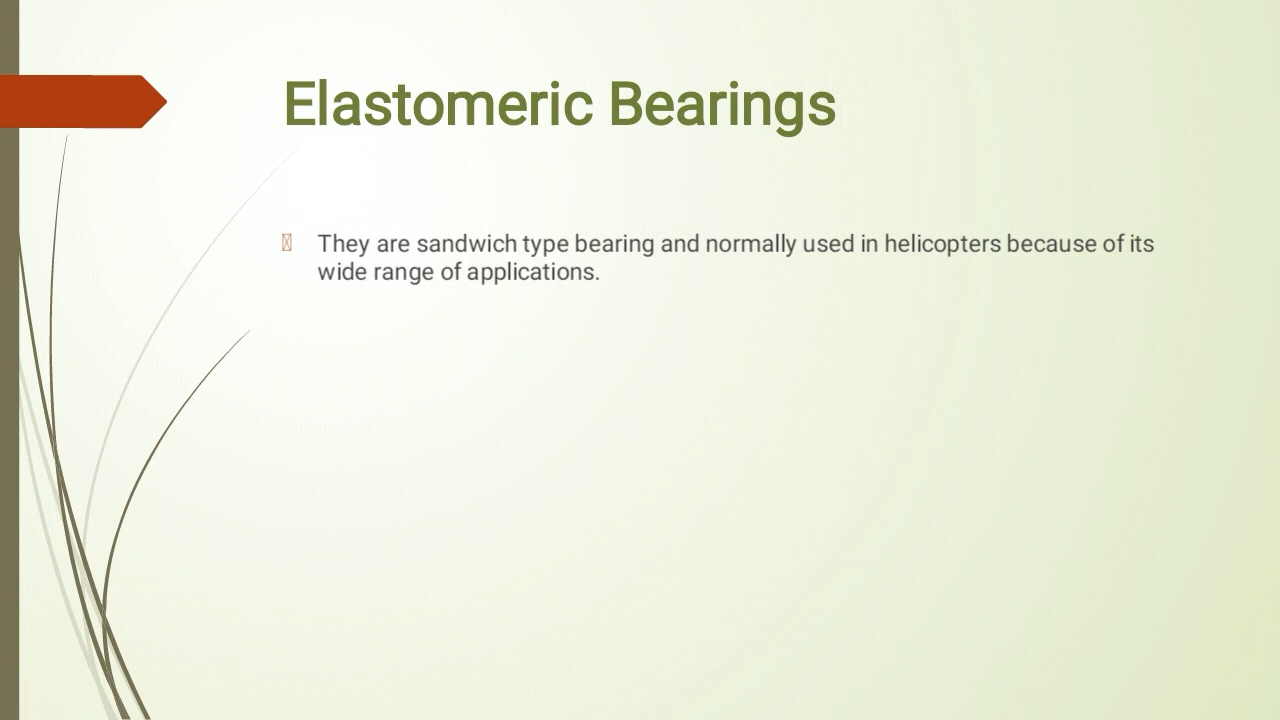 Elastomeric Bearings
They are sandwich type bearing and normally used in helicopters because of its
wide range of applications.